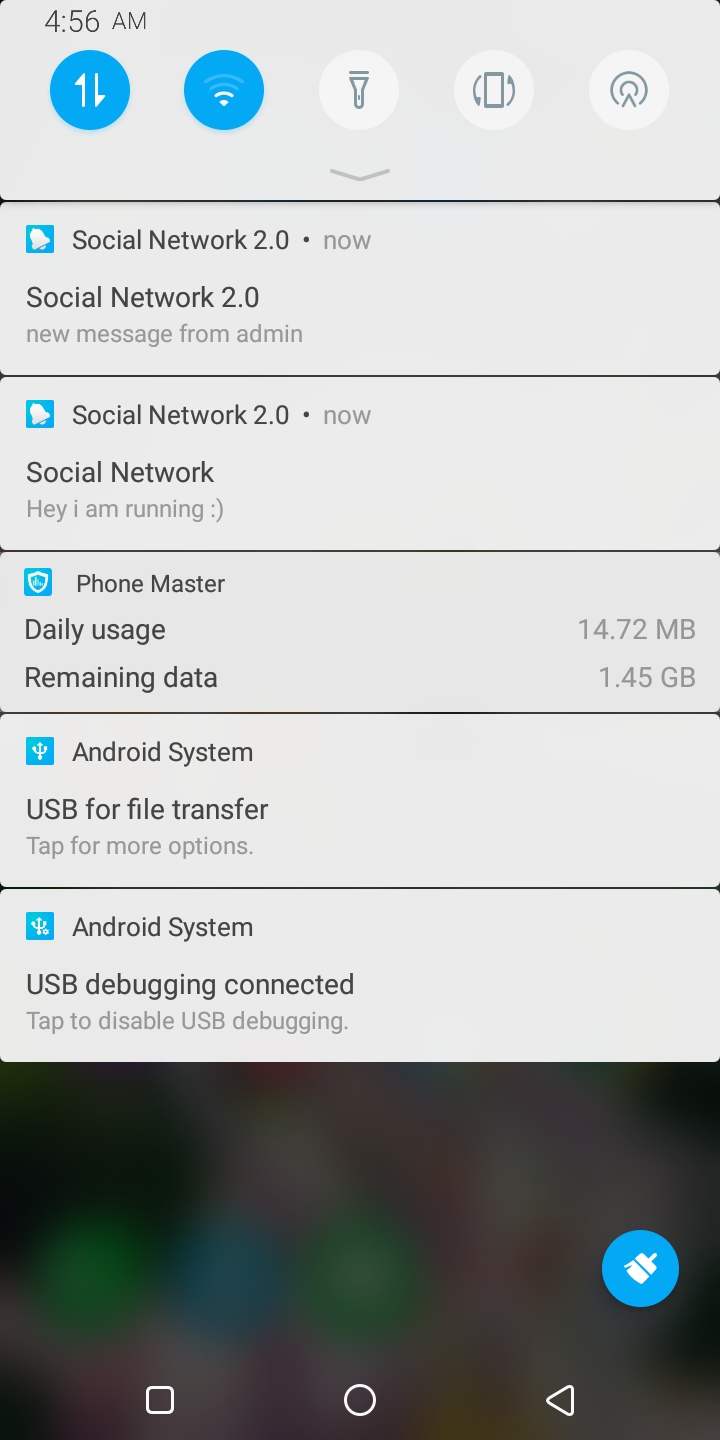 4:56 AM
Social Network 2.0 • now
Social Network 2.0
new message from admin
Social Network 2.0 • now
Social Network
Hey i am running :)
Phone Master
Daily usage 14.72 MB
Remaining data 1.45 GB
Android System
USB for file transfer
Tap for more options.
Android System
USB debugging connected
Tap to disable USB debugging.